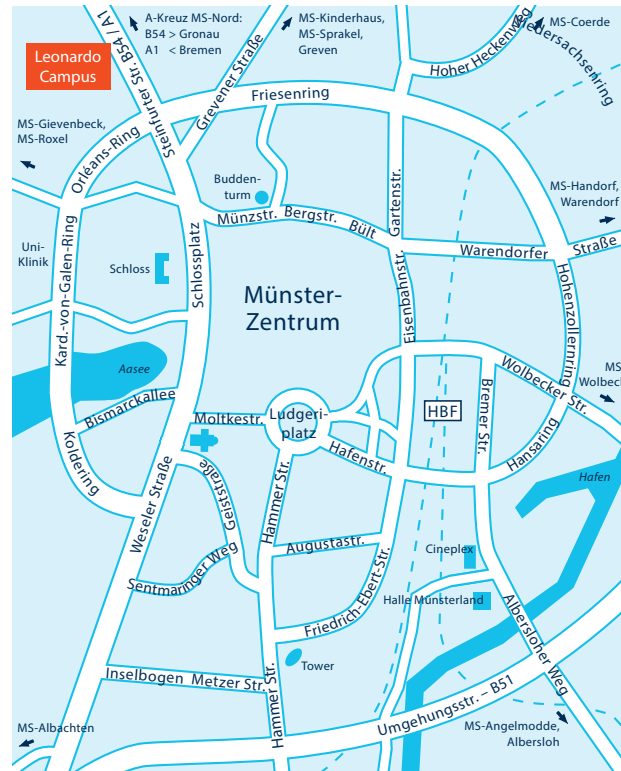 Leonardo
Campus
A-Kreuz MS-Nord:
B54 > Gronau
A1 < Bremen
MS-Kinderhaus,
MS-Sprakel,
Greven
MS-Coerde
Hoher Heckenweg
Niedersachsenring
Steinfurter Str. B54 / A1
Grevener Straße
Friesenring
MS-Gievenbeck,
MS-Roxel
Orléans-Ring
Budden-
turm
Gartenstr.
MS-Handorf,
Warendorf
Münzstr. Bergstr. Bült
Warendorfer Straße
Uni-
Klinik
Schloss
Schlossplatz
Kard.-von-Galen-Ring
Münster-
Zentrum
Eisenbahnstr.
Hohenzollernring
Aasee
Bismarckallee
Moltkestr.
Ludgeri-
platz
HBF
Bremer Str.
Wolbecker Str.
MS
Wolbeck
Koldering
Hafenstr.
Hansaring
Hafen
Weseler Straße
Geiststraße
Hammer Str.
Augustastr.
Cineplex
Sentmaringer Weg
Friedrich-Ebert-Str.
Halle Münsterland
Albersloher Weg
Tower
Inselbogen Metzer Str.
Hammer Str.
Umgehungsstr. – B51
MS-Albachten
MS-Angelmodde,
Albersloh